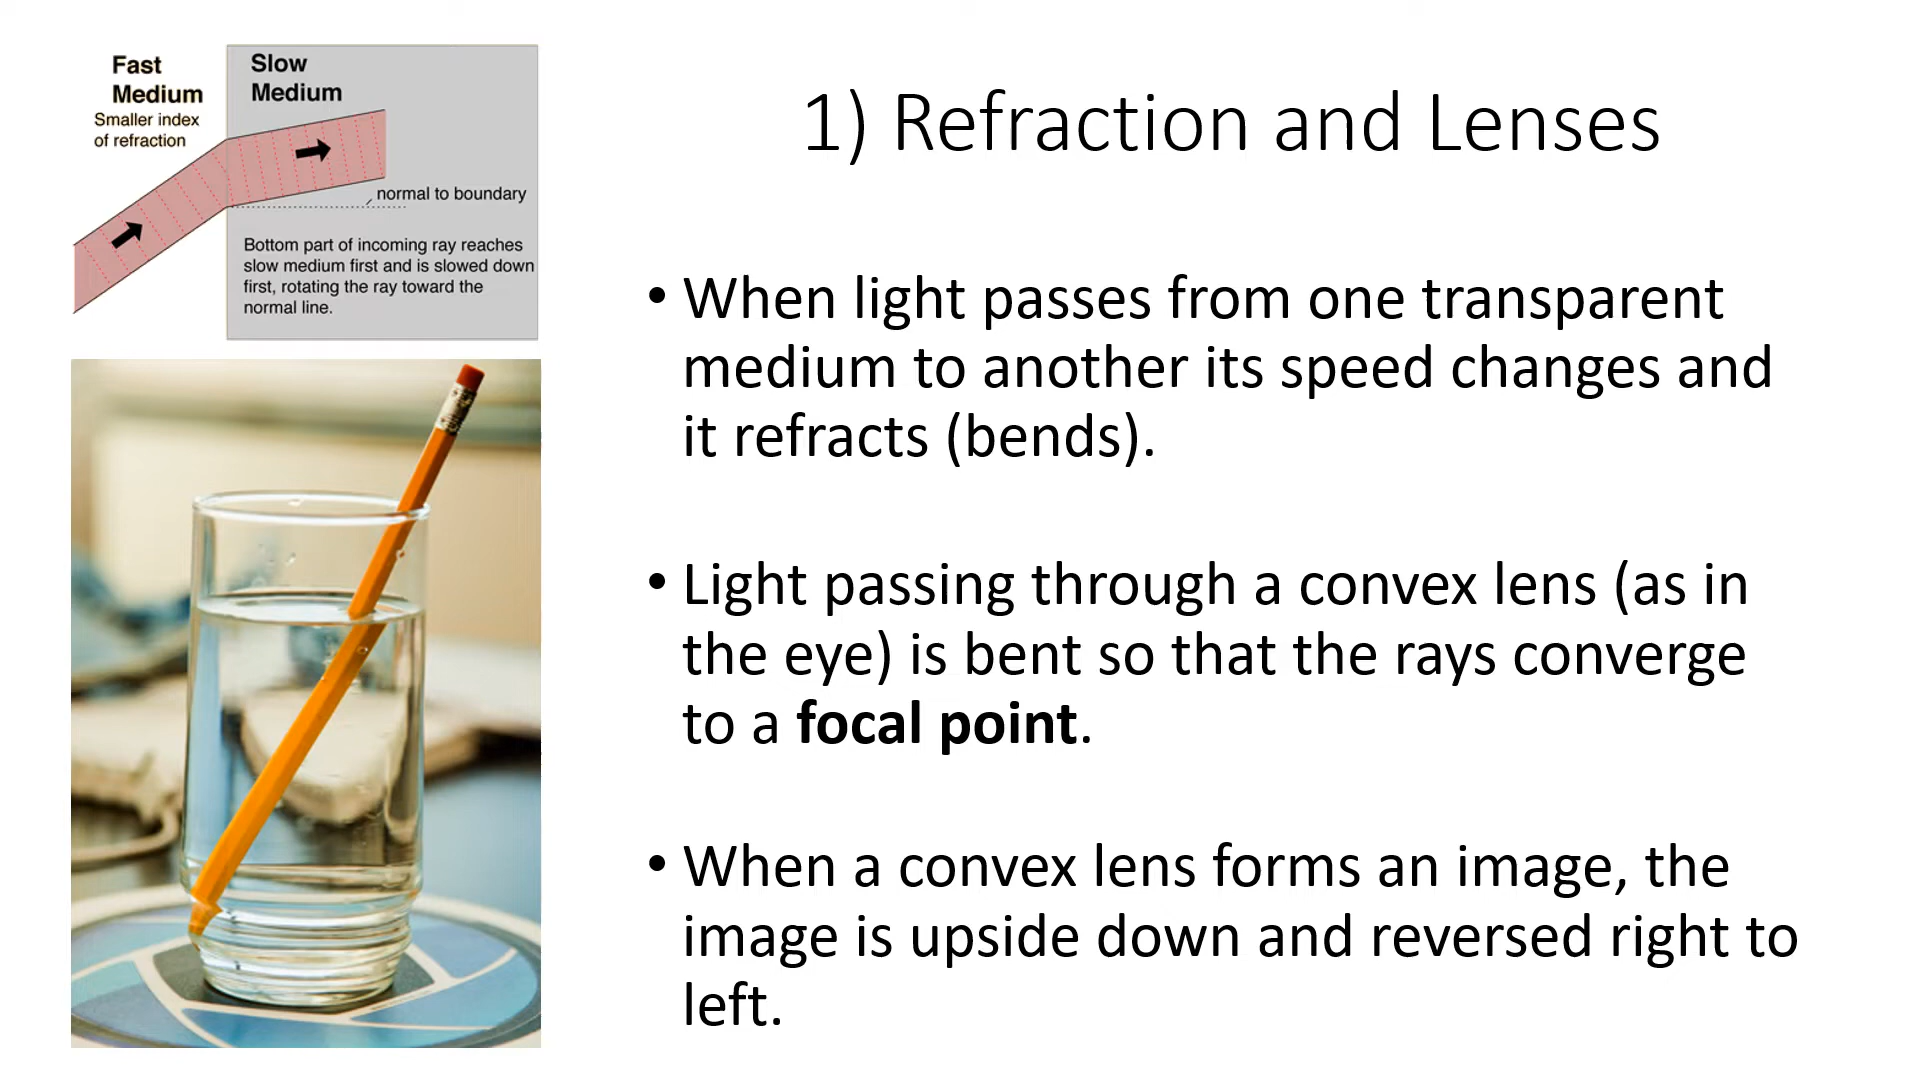 Fast
Medium
Smaller index
of refraction
Slow
Medium
normal to boundary
Bottom part of incoming ray reaches
slow medium first and is slowed down
first, rotating the ray toward the
normal line.
1) Refraction and Lenses
• When light passes from one transparent
medium to another its speed changes and
it refracts (bends).
• Light passing through a convex lens (as in
the eye) is bent so that the rays converge
to a focal point.
• When a convex lens forms an image, the
image is upside down and reversed right to
left.